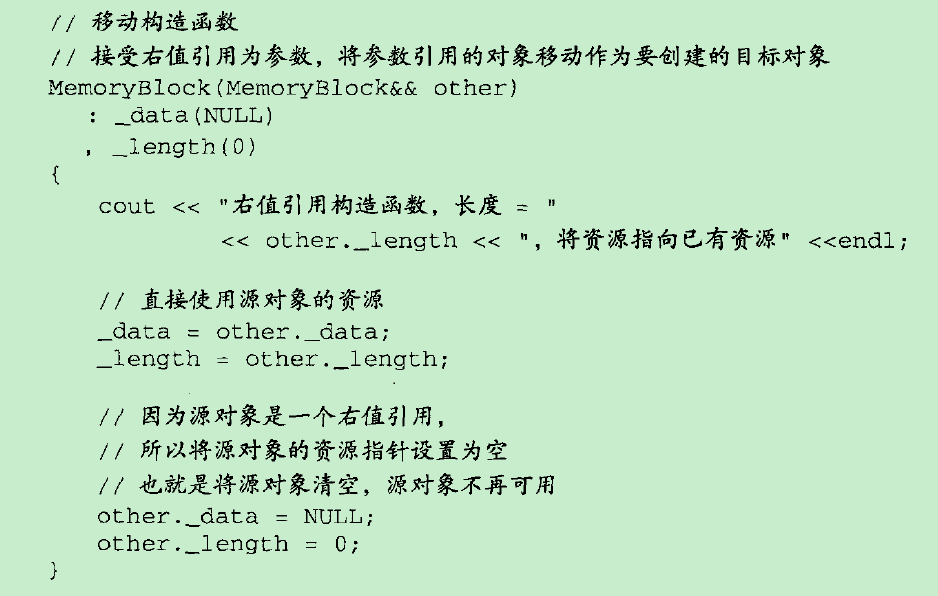 // 移动构造函数
// 接受右值引用为参数，将参数引用的对象移动作为要创建的目标对象
MemoryBlock(MemoryBlock&& other)
: _data(NULL)
, _length(0)
{
cout << "右值引用构造函数，长度 = "
<< other._length << "，将资源指向已有资源" <<endl;
// 直接使用源对象的资源
_data = other._data;
_length = other._length;
// 因为源对象是一个右值引用，
// 所以将源对象的资源指针设置为空
// 也就是将源对象清空，源对象不再可用
other._data = NULL;
other._length = 0;
}